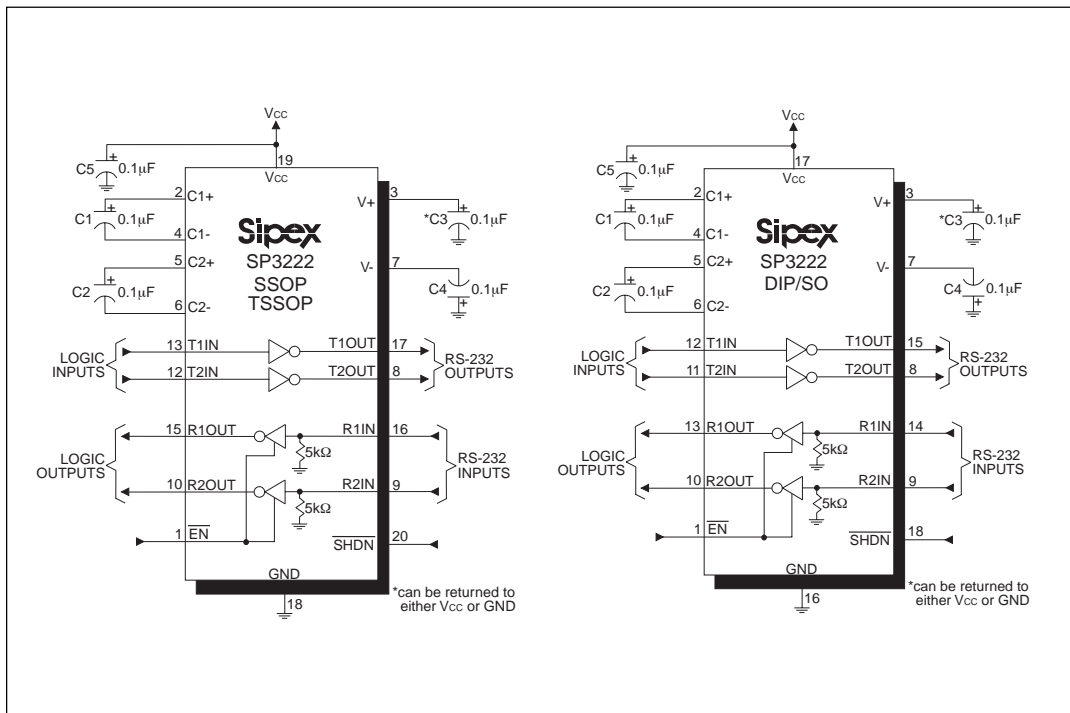 VCC
19
VCC
C5
+
0.1µF
2
C1+
C1
+
0.1µF
4
C1-
5
C2+
C2
+
0.1µF
6
C2-
Sipex
SP3222
SSOP
TSSOP
V+
3
*C3
+
0.1µF
V-
7
C4
0.1µF
+
LOGIC
INPUTS
13
T1IN
T1OUT
17
12
T2IN
T2OUT
8
RS-232
OUTPUTS
LOGIC
OUTPUTS
15
R1OUT
R1IN
16
5kΩ
10
R2OUT
R2IN
9
5kΩ
RS-232
INPUTS
1
EN
SHDN
20
GND
18
*can be returned to
either VCC or GND
VCC
17
VCC
C5
+
0.1µF
2
C1+
C1
+
0.1µF
4
C1-
5
C2+
C2
+
0.1µF
6
C2-
Sipex
SP3222
DIP/SO
V+
3
*C3
+
0.1µF
V-
7
C4
0.1µF
+
LOGIC
INPUTS
12
T1IN
T1OUT
15
11
T2IN
T2OUT
8
RS-232
OUTPUTS
LOGIC
OUTPUTS
13
R1OUT
R1IN
14
5kΩ
10
R2OUT
R2IN
9
5kΩ
RS-232
INPUTS
1
EN
SHDN
18
GND
16
*can be returned to
either VCC or GND